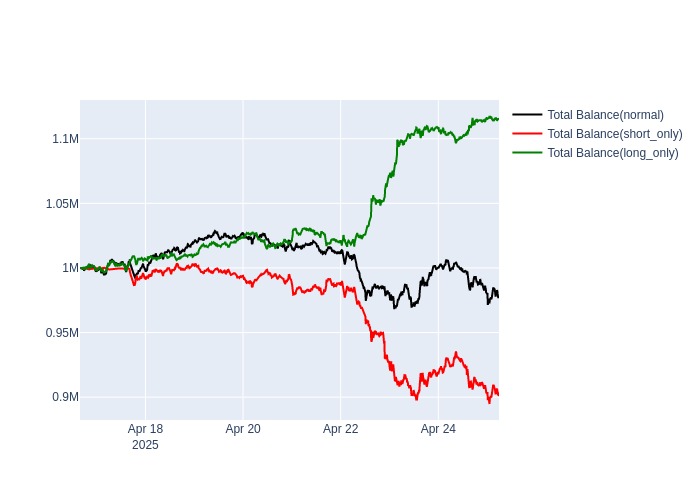 Total Balance(normal)
Total Balance(short_only)
Total Balance(long_only)
1.1M
1.05M
1M
0.95M
0.9M
Apr 18
2025
Apr 20
Apr 22
Apr 24